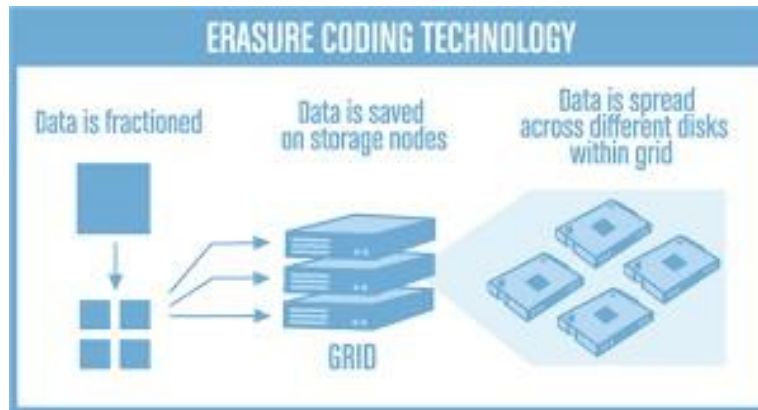 ERASURE CODING TECHNOLOGY
Data is fractioned
Data is saved
on storage nodes
Data is spread
across different disks
within grid
GRID